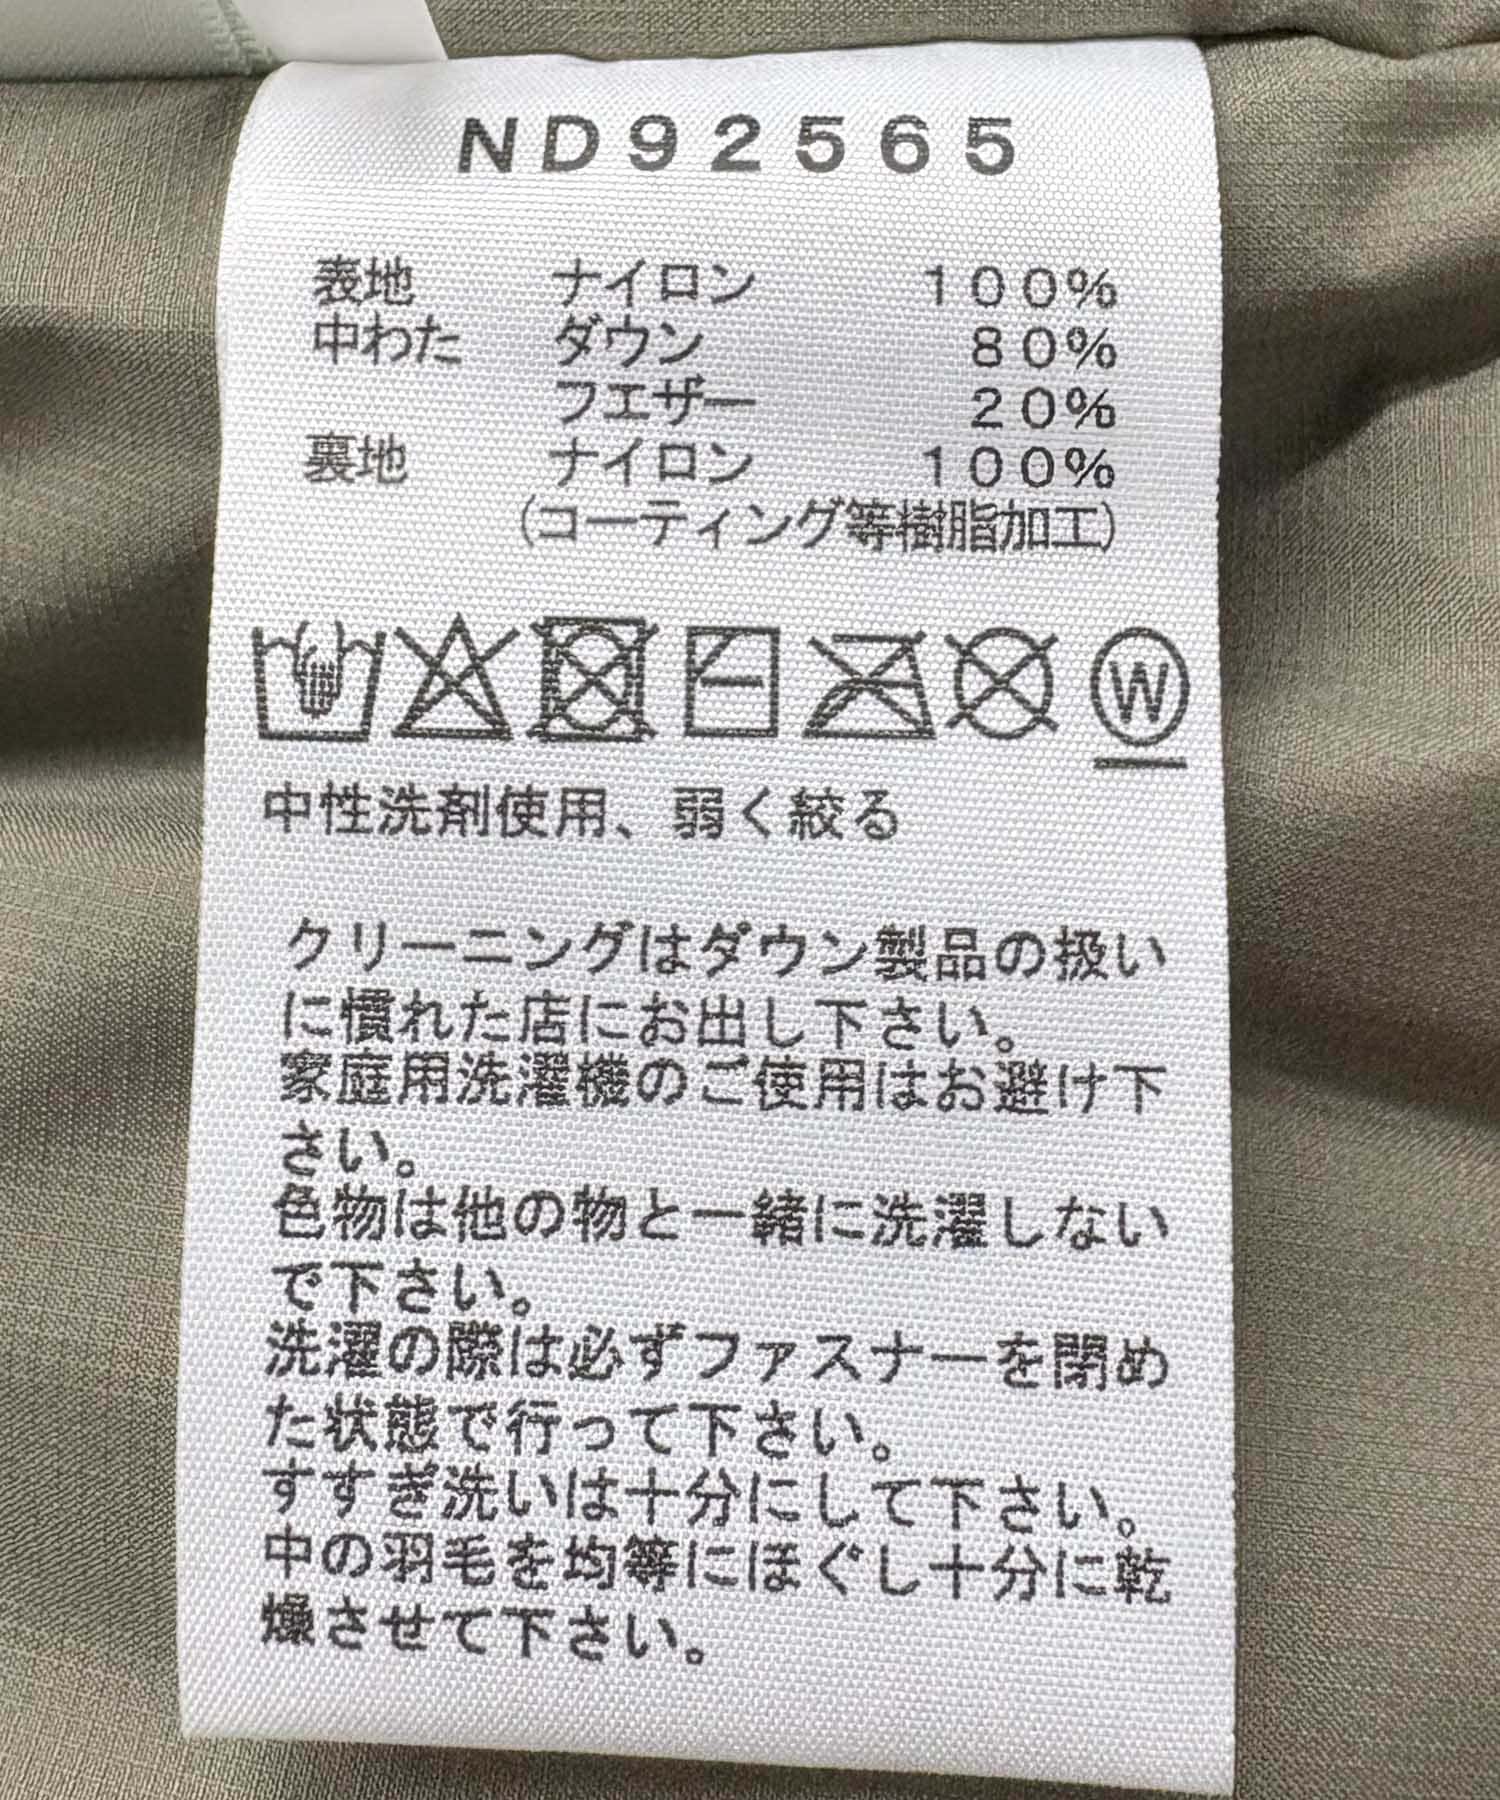 ND92565
表地 ナイロン 100%
中わた ダウン 80%
フエザー 20%
裏地 ナイロン 100%
(コーティング等樹脂加工)
W
中性洗剤使用、弱く絞る
クリーニングはダウン製品の扱い
に慣れた店にお出し下さい。
家庭用洗濯機のご使用はお避け下
さい。
色物は他の物と一緒に洗濯しない
で下さい。
洗濯の際は必ずファスナーを閉め
た状態で行って下さい。
すすぎ洗いは十分にして下さい。
中の羽毛を均等にほぐし十分に乾
燥させて下さい。